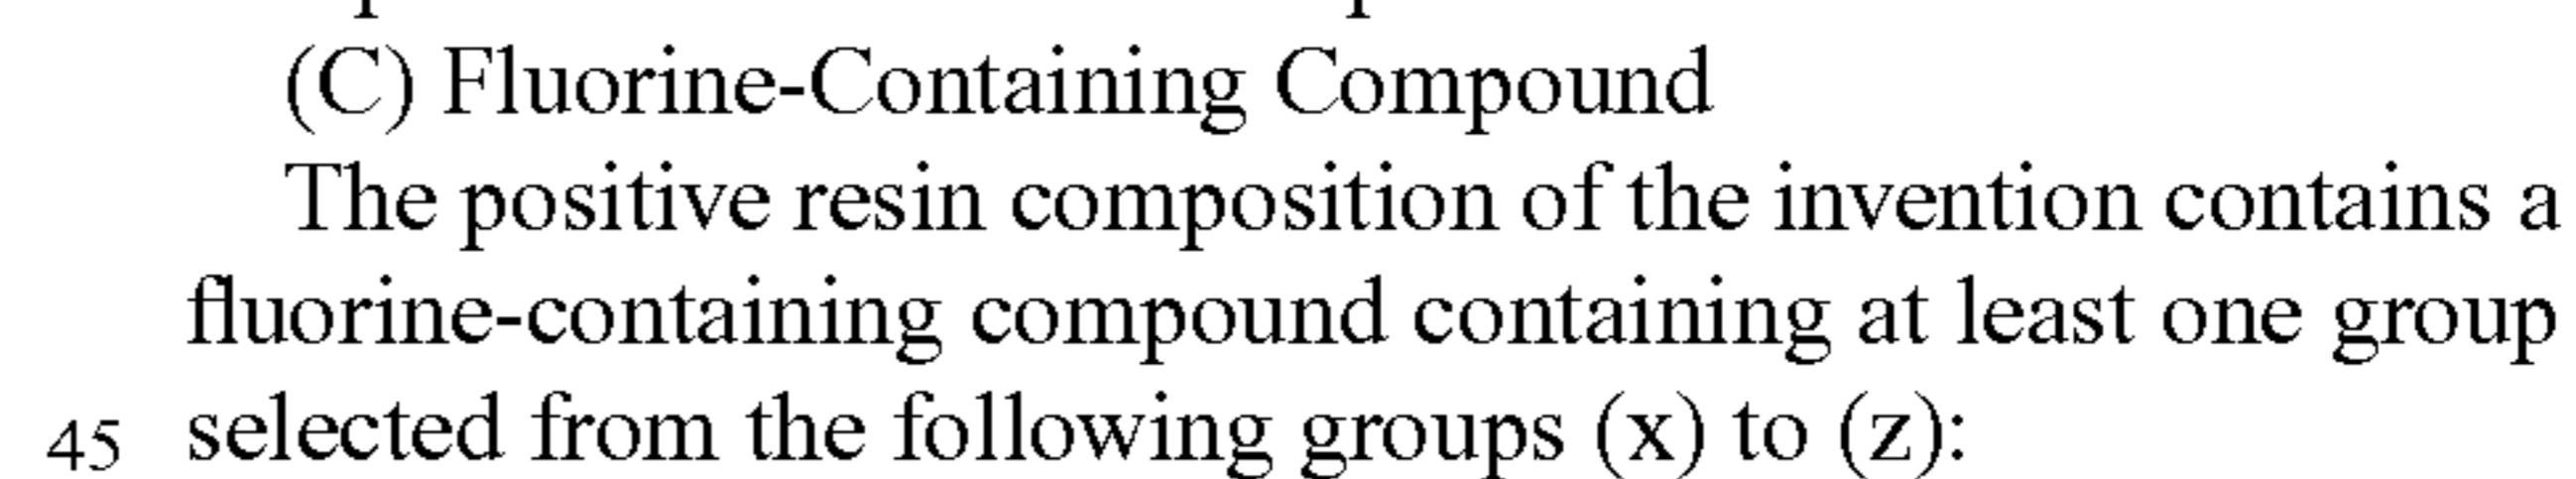 (C) Fluorine-Containing Compound
The positive resin composition of the invention contains a
fluorine-containing compound containing at least one group
45 selected from the following groups (x) to (z):